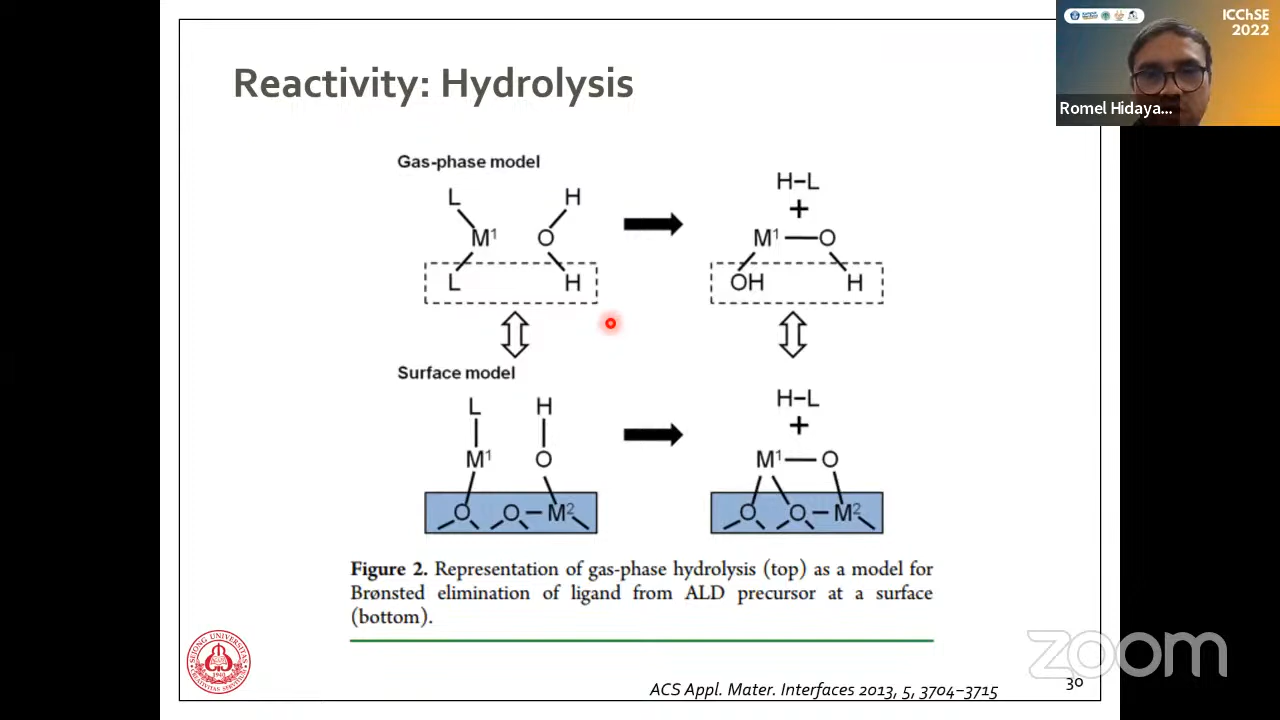 ICChSE
2022
Romel Hidaya...
Reactivity: Hydrolysis
Gas-phase model
L H H–L
+
M¹ O M¹ — O
L H OH H
Surface model
L H H–L
+
M¹ O M¹ — O
O O – M² O O – M²
Figure 2. Representation of gas-phase hydrolysis (top) as a model for
Brønsted elimination of ligand from ALD precursor at a surface
(bottom).
zoom
ACS Appl. Mater. Interfaces 2013, 5, 3704–3715
30